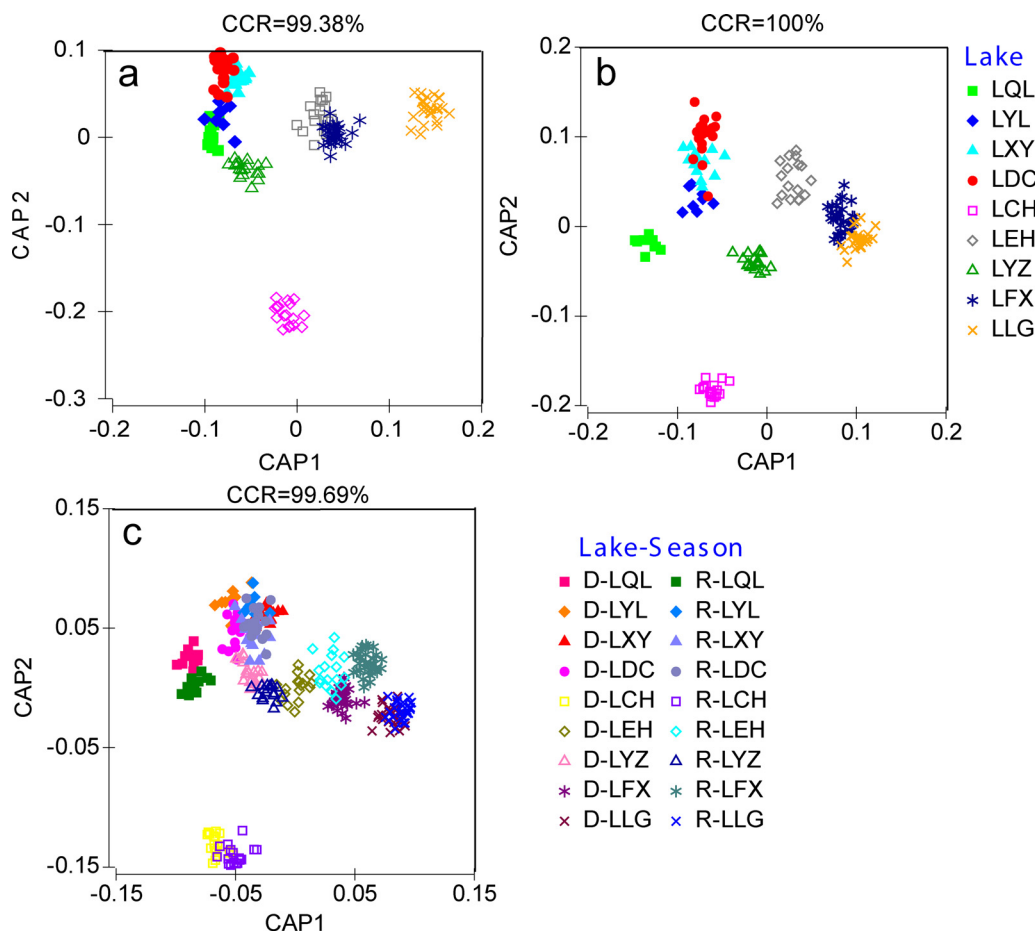 CCR=99.38%
a
0.1
0
-0.1
-0.2
-0.3
CAP2
-0.2
-0.1
0
0.1
0.2
CAP1
CCR=100%
b
0.2
0.1
0
-0.1
-0.2
CAP2
-0.2
-0.1
0
0.1
0.2
CAP1
Lake
LQL
LYL
LXY
LDC
LCH
LEH
LYZ
LFX
LLG
CCR=99.69%
c
0.15
0.05
-0.05
-0.15
CAP2
-0.15
-0.05
0.05
0.15
CAP1
Lake-Season
D-LQL R-LQL
D-LYL R-LYL
D-LXY R-LXY
D-LDC R-LDC
D-LCH R-LCH
D-LEH R-LEH
D-LYZ R-LYZ
D-LFX R-LFX
D-LLG R-LLG